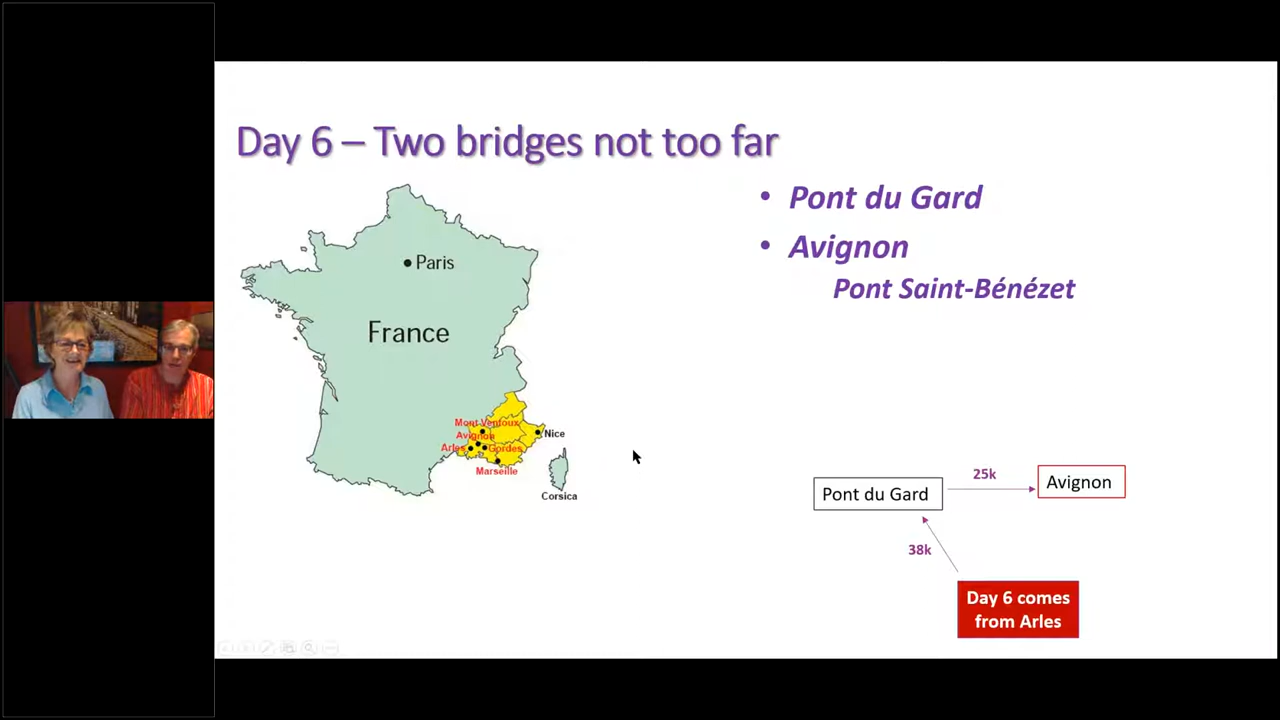 Day 6 – Two bridges not too far
• Pont du Gard
• Avignon
Pont Saint-Bénézet
Paris
France
Mont Ventoux
Avignon
Arles
Gordes
Nice
Marseille
Corsica
Pont du Gard
25k
Avignon
38k
Day 6 comes
from Arles